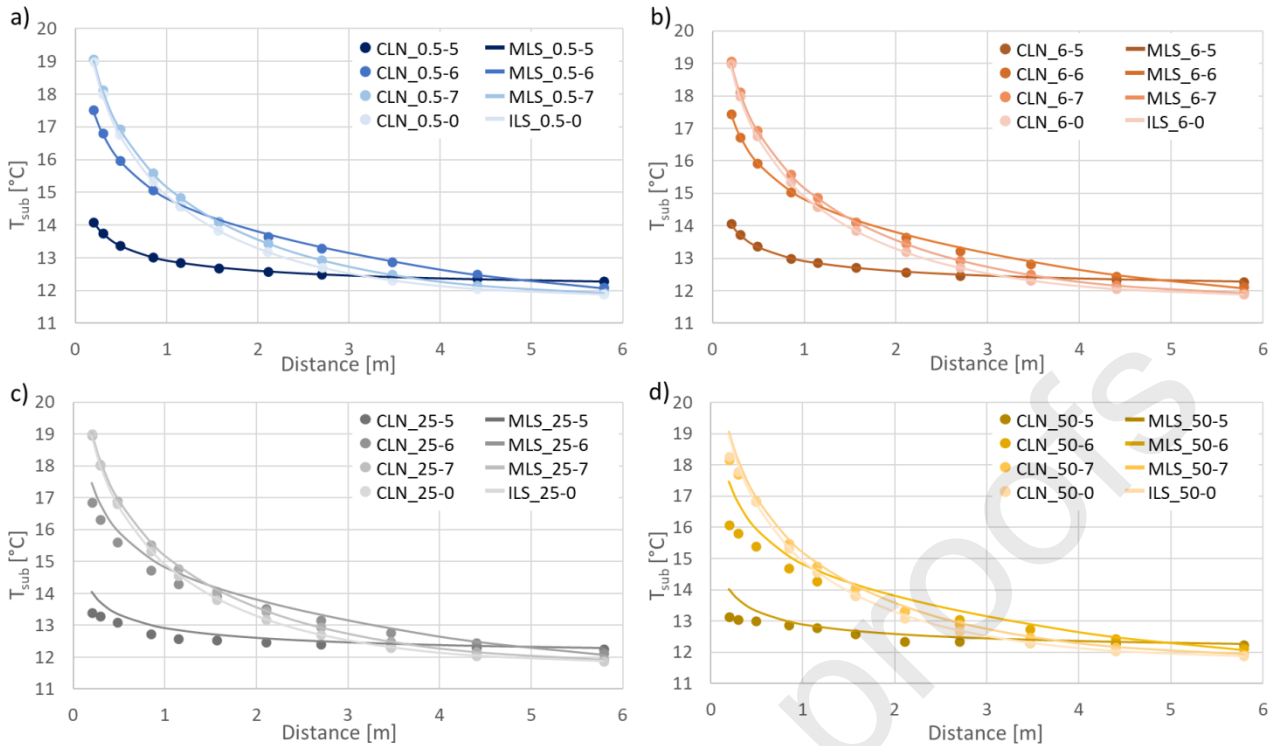 a)
20
19
18
17
16
15
14
13
12
11
T_sub [°C]
0 1 2 3 4 5 6
Distance [m]
CLN_0.5-5 MLS_0.5-5
CLN_0.5-6 MLS_0.5-6
CLN_0.5-7 MLS_0.5-7
CLN_0.5-0 ILS_0.5-0
b)
20
19
18
17
16
15
14
13
12
11
T_sub [°C]
0 1 2 3 4 5 6
Distance [m]
CLN_6-5 MLS_6-5
CLN_6-6 MLS_6-6
CLN_6-7 MLS_6-7
CLN_6-0 ILS_6-0
c)
20
19
18
17
16
15
14
13
12
11
T_sub [°C]
0 1 2 3 4 5 6
Distance [m]
CLN_25-5 MLS_25-5
CLN_25-6 MLS_25-6
CLN_25-7 MLS_25-7
CLN_25-0 ILS_25-0
d)
20
19
18
17
16
15
14
13
12
11
T_sub [°C]
0 1 2 3 4 5 6
Distance [m]
CLN_50-5 MLS_50-5
CLN_50-6 MLS_50-6
CLN_50-7 MLS_50-7
CLN_50-0 ILS_50-0
proofs